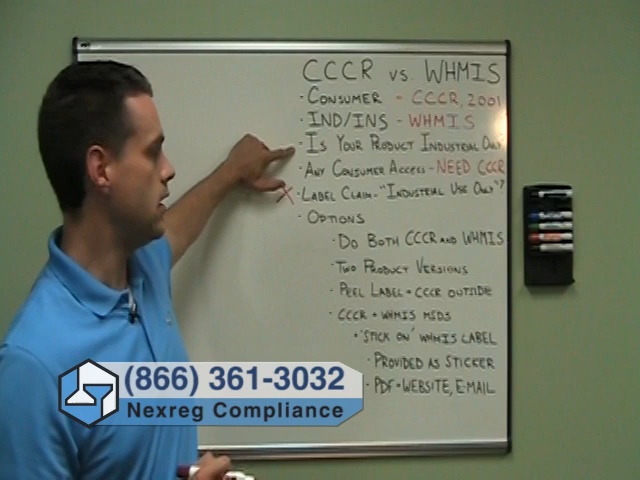 CCCR vs. WHMIS
· CONSUMER - CCCR, 2001
· IND/INS - WHMIS
· IS YOUR PRODUCT INDUSTRIAL ONLY
· ANY CONSUMER ACCESS - NEED CCCR
X · LABEL CLAIM - "INDUSTRIAL USE ONLY"?
· OPTIONS
· DO BOTH CCCR AND WHMIS
· TWO PRODUCT VERSIONS
· PEEL LABEL = CCCR OUTSIDE
· CCCR + WHMIS MSDS
+ 'STICK ON' WHMIS LABEL
· PROVIDED AS STICKER
· PDF = WEBSITE, E-MAIL
(866) 361-3032
Nexreg Compliance